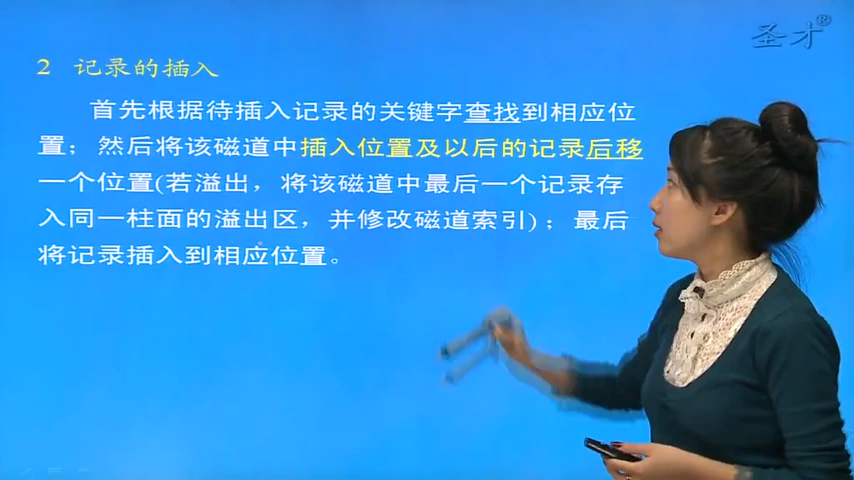 圣才®
2 记录的插入
首先根据待插入记录的关键字查找到相应位
置；然后将该磁道中插入位置及以后的记录后移
一个位置(若溢出，将该磁道中最后一个记录存
入同一柱面的溢出区，并修改磁道索引)；最后
将记录插入到相应位置。